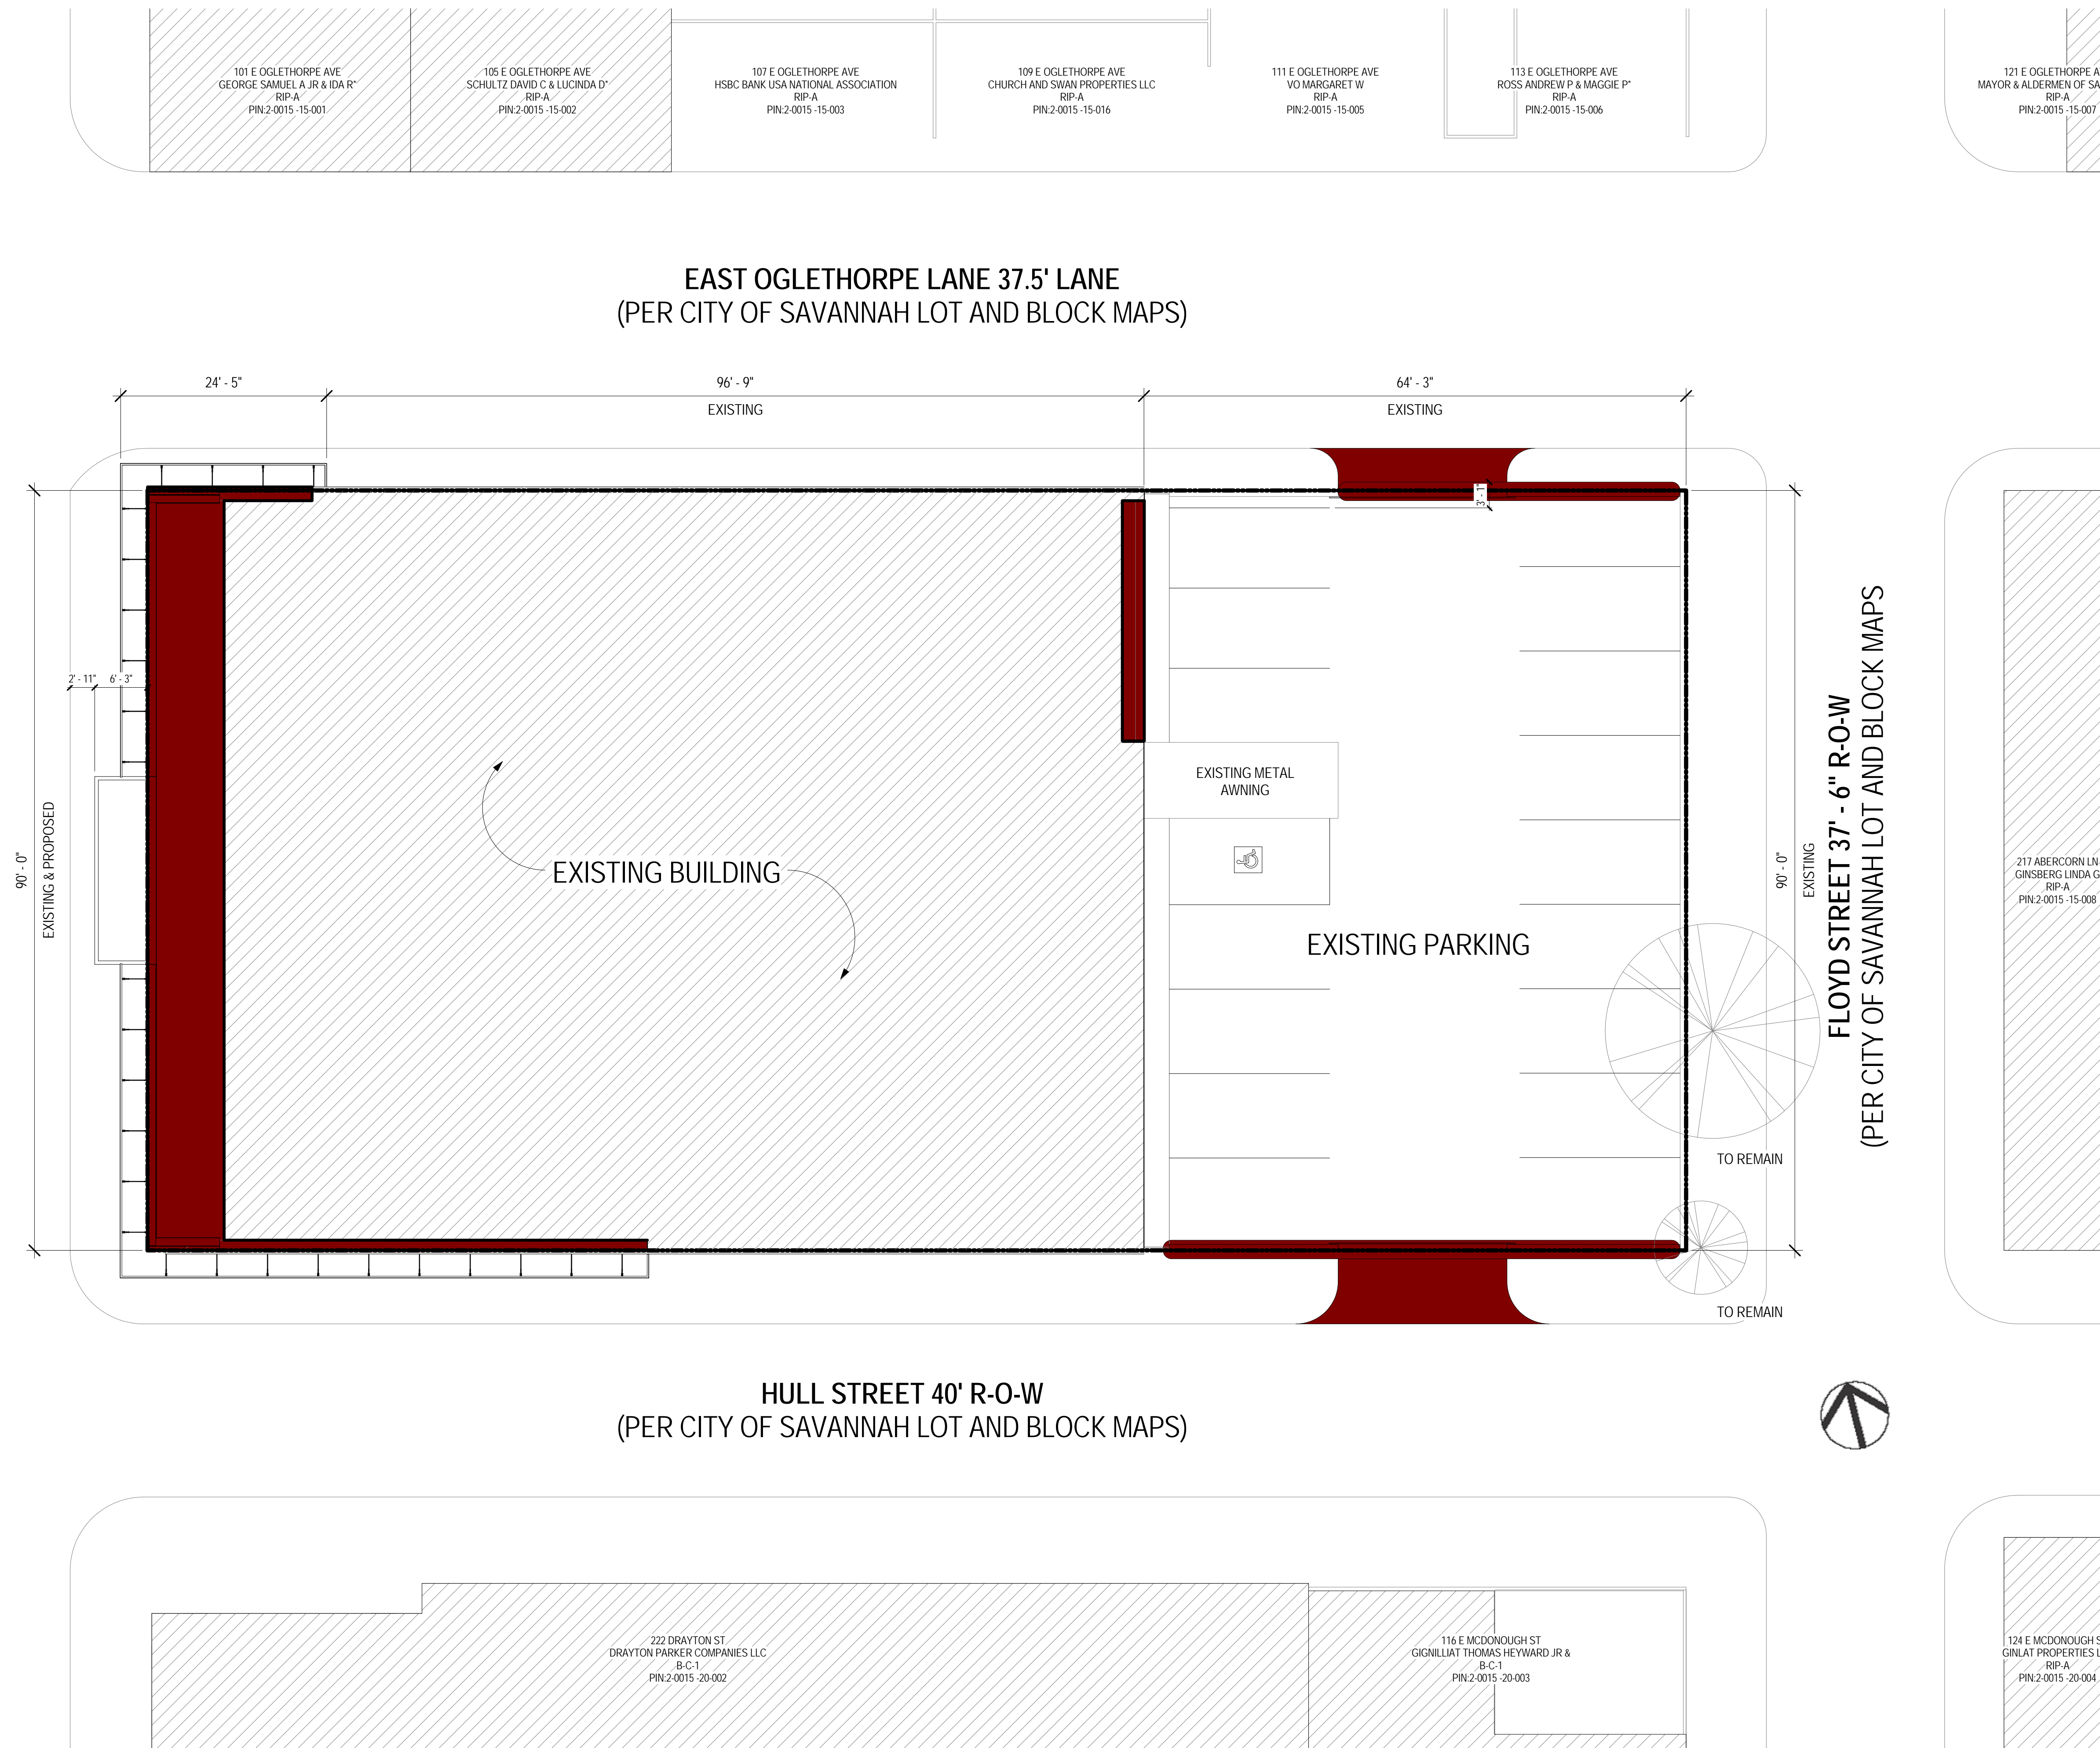 101 E OGLETHORPE AVE
GEORGE SAMUEL A JR & IDA R*
RIP-A
PIN:2-0015 -15-001
105 E OGLETHORPE AVE
SCHULTZ DAVID C & LUCINDA D*
RIP-A
PIN:2-0015 -15-002
107 E OGLETHORPE AVE
HSBC BANK USA NATIONAL ASSOCIATION
RIP-A
PIN:2-0015 -15-003
109 E OGLETHORPE AVE
CHURCH AND SWAN PROPERTIES LLC
RIP-A
PIN:2-0015 -15-016
111 E OGLETHORPE AVE
VO MARGARET W
RIP-A
PIN:2-0015 -15-005
113 E OGLETHORPE AVE
ROSS ANDREW P & MAGGIE P*
RIP-A
PIN:2-0015 -15-006
121 E OGLETHORPE A
MAYOR & ALDERMEN OF SA
RIP-A
PIN:2-0015 -15-007
EAST OGLETHORPE LANE 37.5' LANE
(PER CITY OF SAVANNAH LOT AND BLOCK MAPS)
24' - 5"
96' - 9"
EXISTING
64' - 3"
EXISTING
3' - 1"
2' - 11"
6' - 3"
90' - 0"
EXISTING & PROPOSED
EXISTING BUILDING
EXISTING METAL
AWNING
EXISTING PARKING
90' - 0"
EXISTING
FLOYD STREET 37' - 6" R-O-W
(PER CITY OF SAVANNAH LOT AND BLOCK MAPS
217 ABERCORN LN
GINSBERG LINDA G
RIP-A
PIN:2-0015 -15-008
TO REMAIN
TO REMAIN
HULL STREET 40' R-O-W
(PER CITY OF SAVANNAH LOT AND BLOCK MAPS)
222 DRAYTON ST
DRAYTON PARKER COMPANIES LLC
B-C-1
PIN:2-0015 -20-002
116 E MCDONOUGH ST
GIGNILLIAT THOMAS HEYWARD JR &
B-C-1
PIN:2-0015 -20-003
124 E MCDONOUGH S
GINLAT PROPERTIES L
RIP-A
PIN:2-0015 -20-004